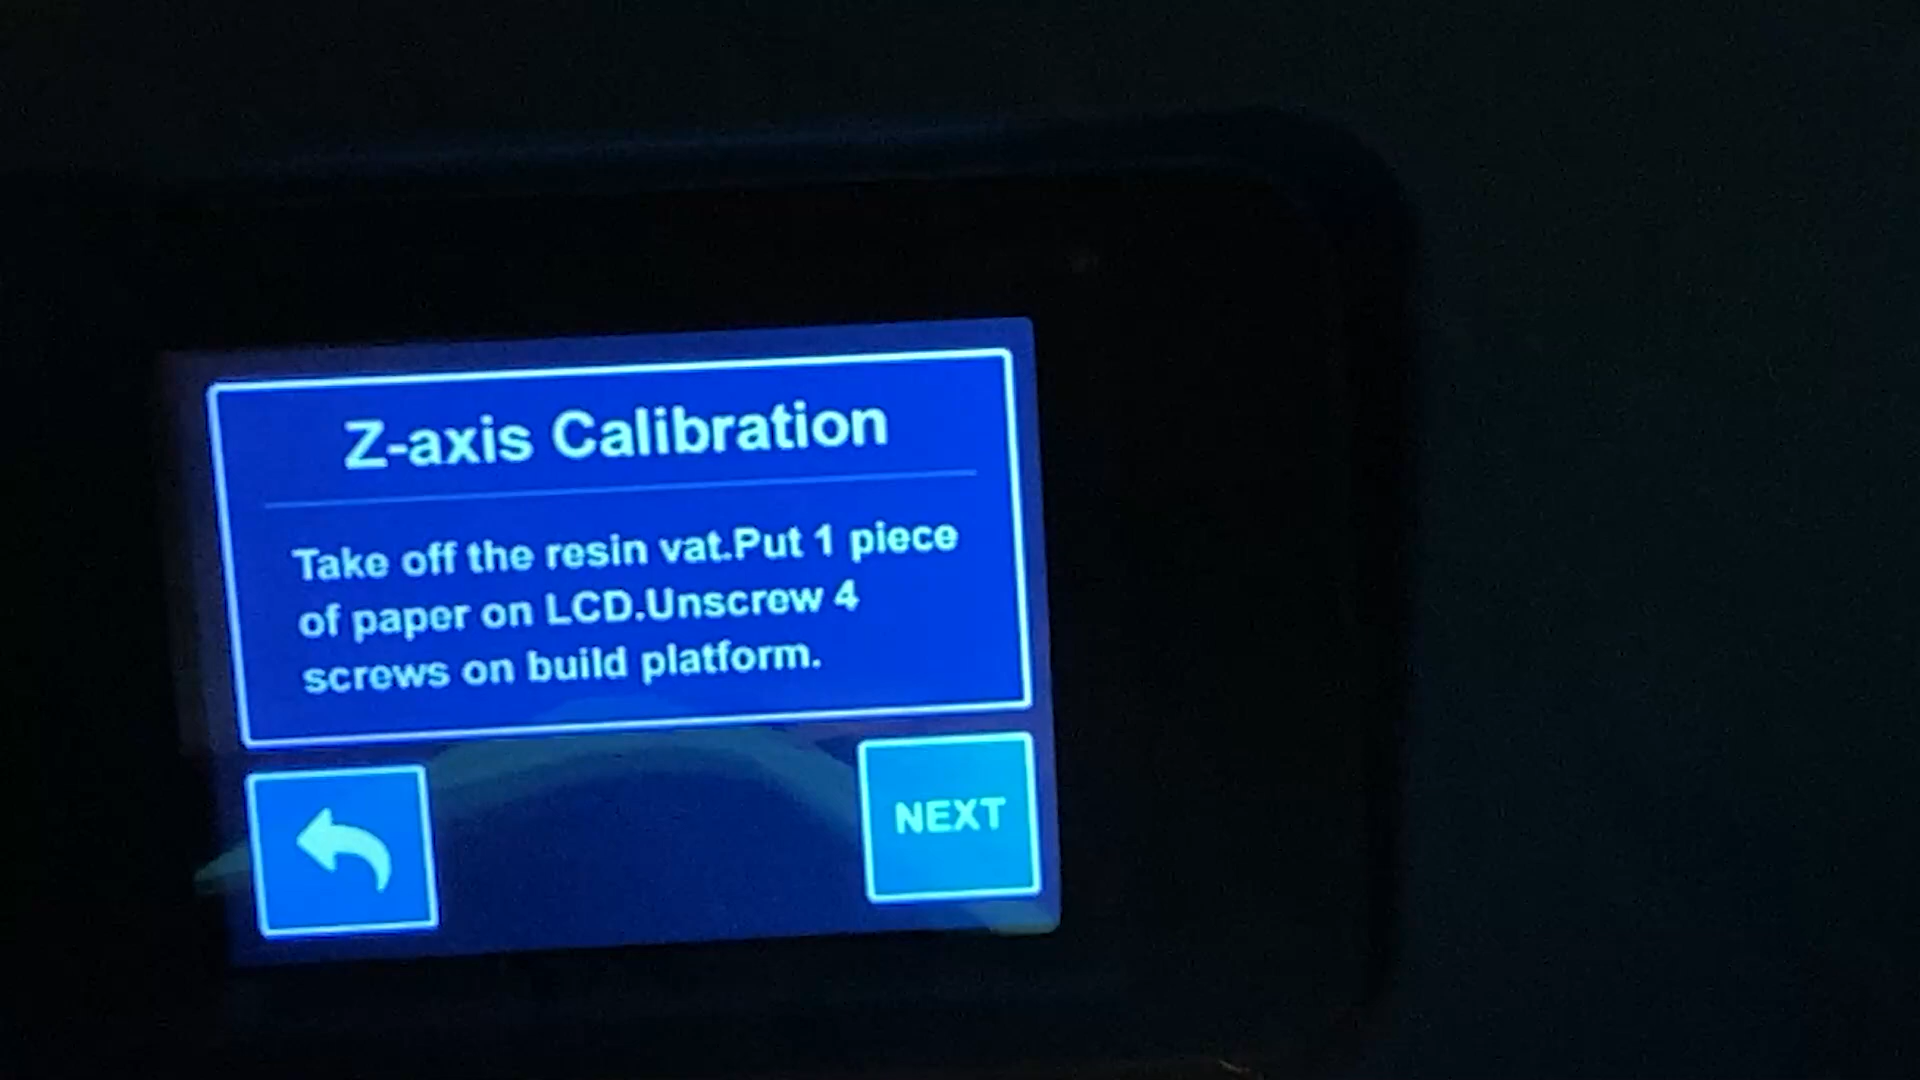 Z-axis Calibration
Take off the resin vat.Put 1 piece
of paper on LCD.Unscrew 4
screws on build platform.
NEXT